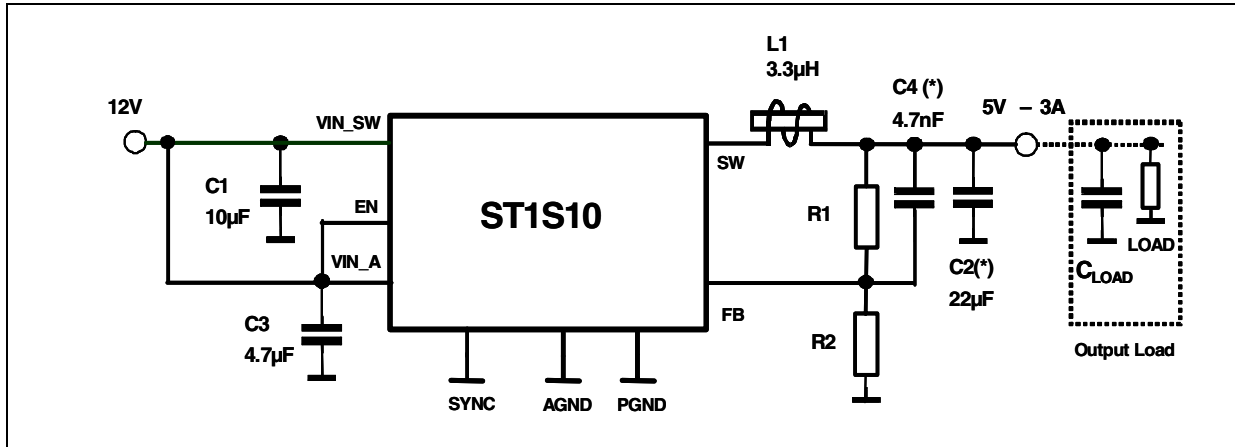 L1
3.3µH
C4 (*)
4.7nF
5V – 3A
12V
VIN_SW
SW
C1
10µF
EN
ST1S10
R1
LOAD
VIN_A
C2(*)
22µF
CLOAD
C3
4.7µF
FB
R2
Output Load
SYNC
AGND
PGND